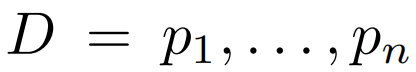 D = p₁, . . . , pₙ